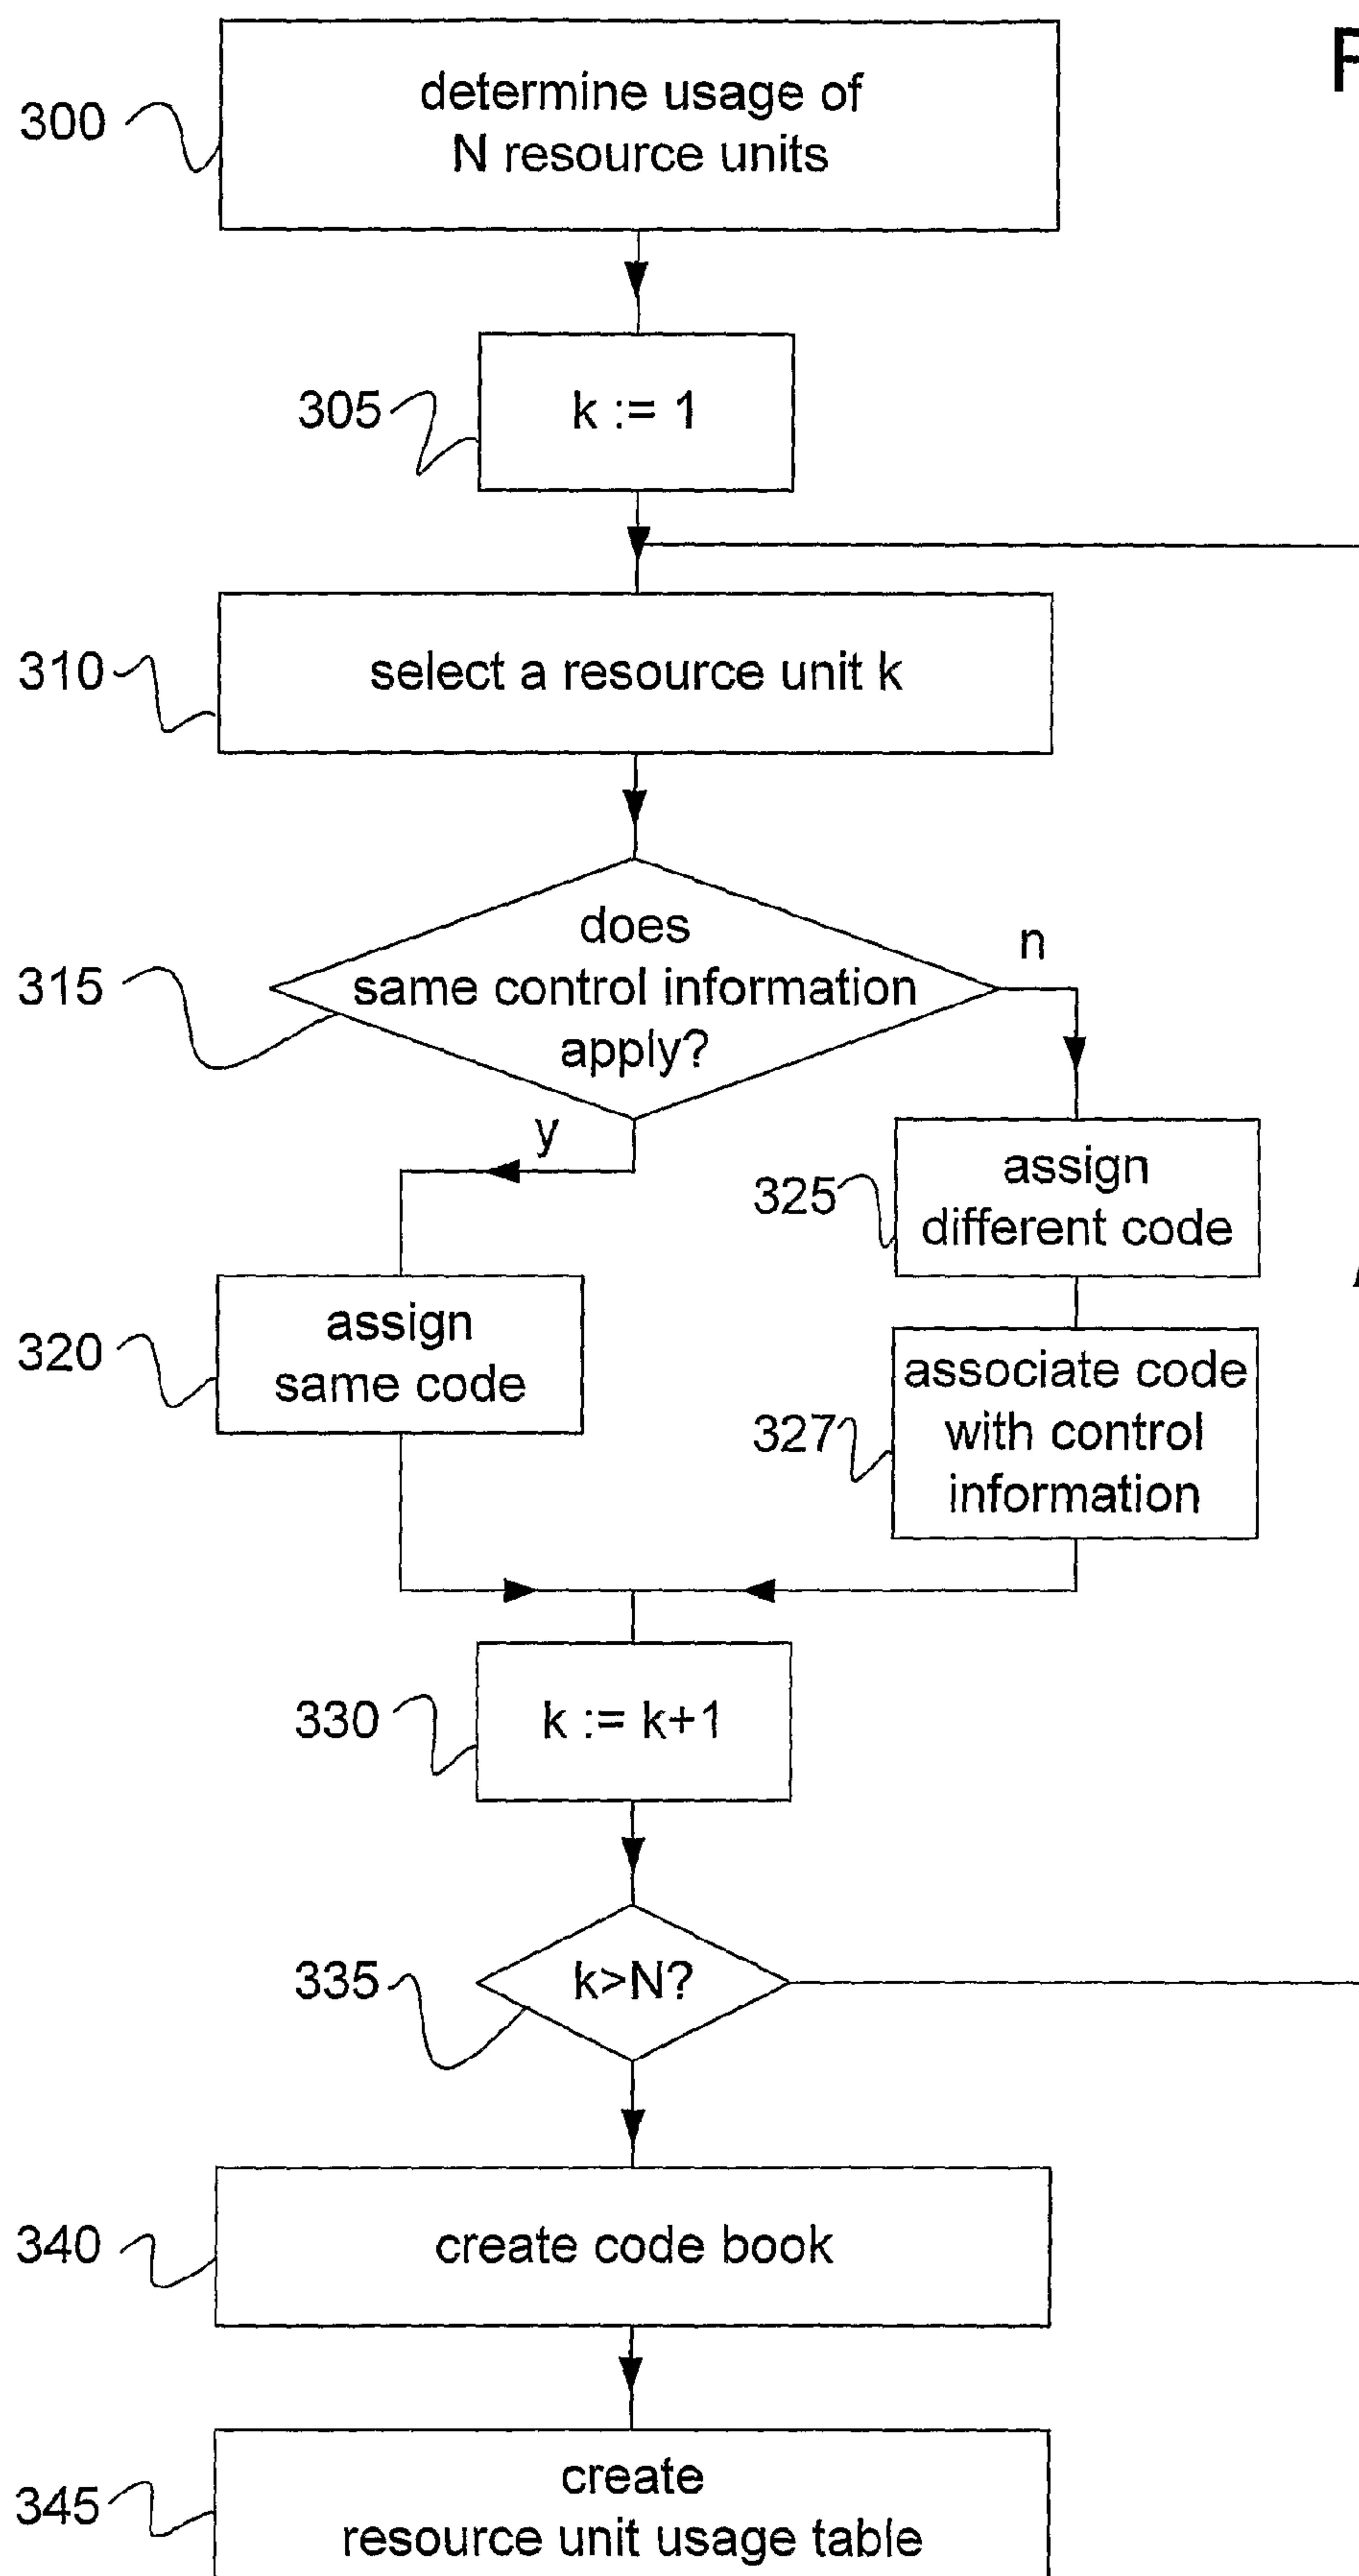 300
determine usage of
N resource units
305
k := 1
310
select a resource unit k
315
does
same control information
apply?
n
y
325
assign
different code
320
assign
same code
327
associate code
with control
information
330
k := k+1
335
k>N?
340
create code book
345
create
resource unit usage table